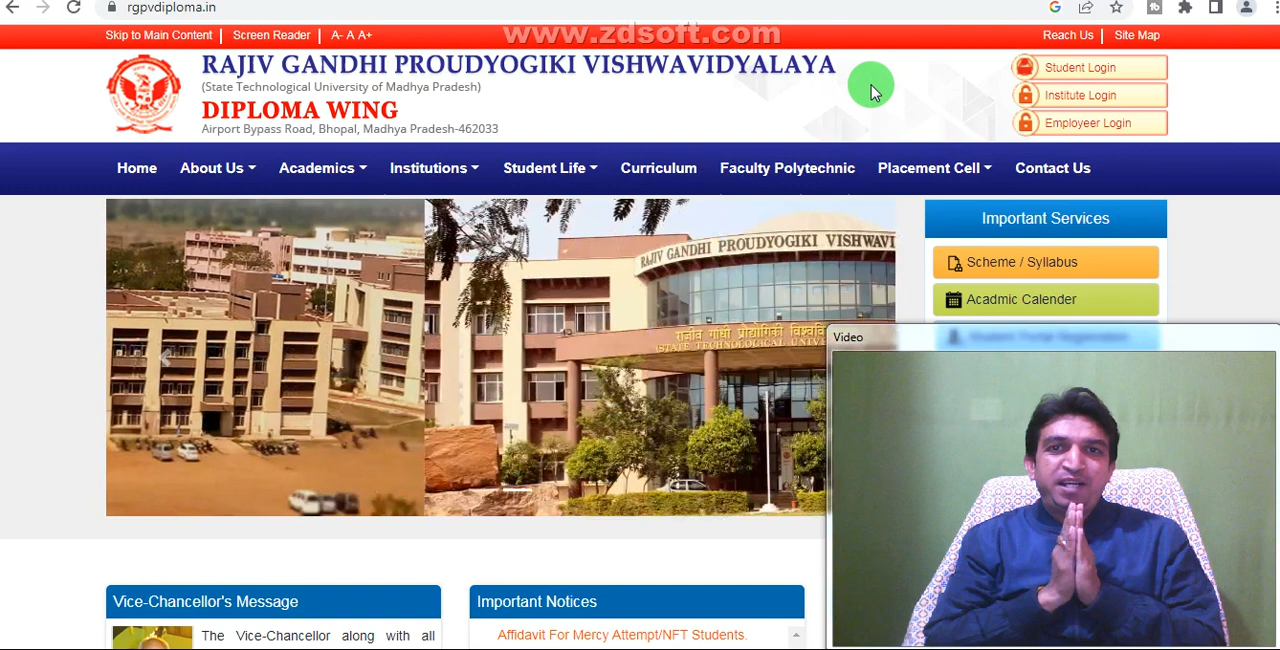 rgpvdiploma.in
Skip to Main Content
Screen Reader
A- A A+
www.zdsoft.com
Reach Us
Site Map
RAJIV GANDHI PROUDYOGIKI VISHWAVIDYALAYA
(State Technological University of Madhya Pradesh)
DIPLOMA WING
Airport Bypass Road, Bhopal, Madhya Pradesh-462033
Student Login
Institute Login
Employeer Login
Home
About Us
Academics
Institutions
Student Life
Curriculum
Faculty Polytechnic
Placement Cell
Contact Us
RAJIV GANDHI PROUDYOGIKI VISHWAVI
राजीव गांधी प्रौद्योगिकी
(STATE TECHNOLOGICAL
Important Services
Scheme / Syllabus
Acadmic Calender
Video
Vice-Chancellor's Message
The Vice-Chancellor along with all
Important Notices
Affidavit For Mercy Attempt/NFT Students.